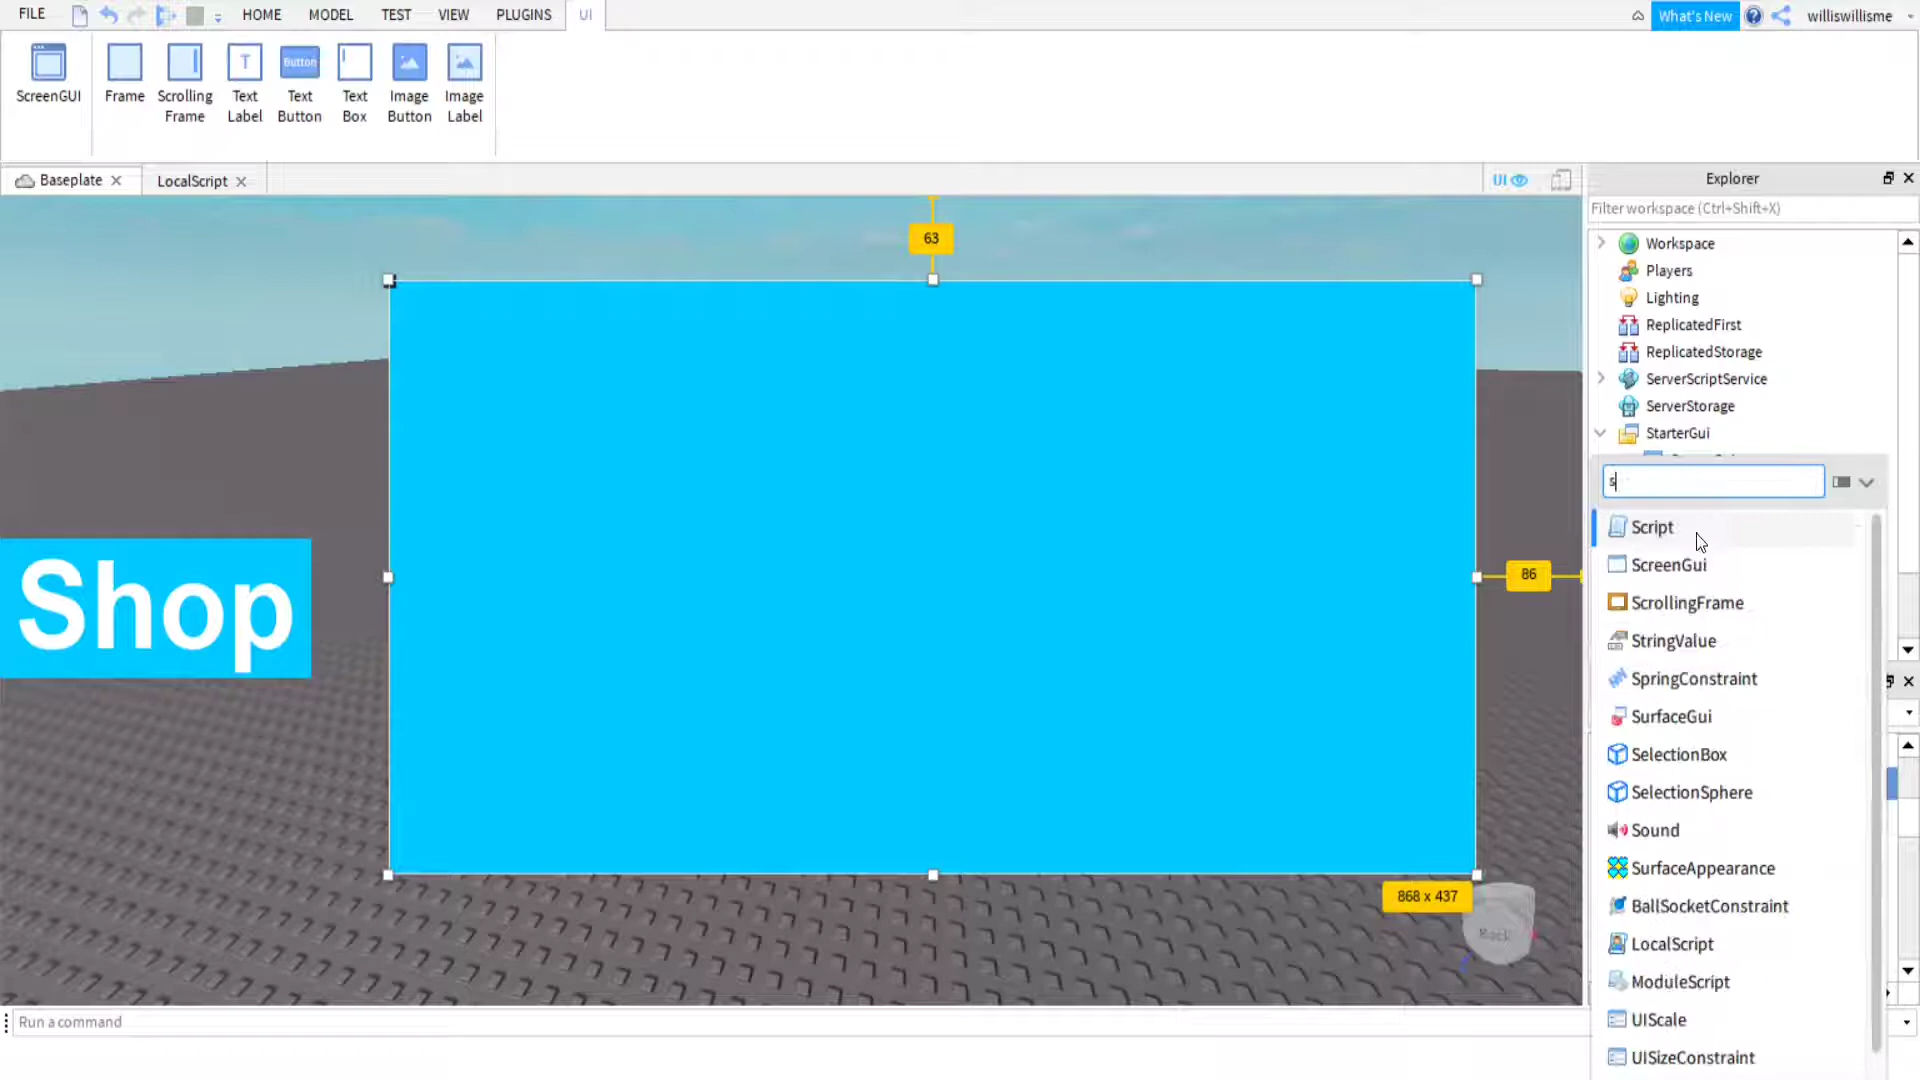 FILE
HOME
MODEL
TEST
VIEW
PLUGINS
UI
What's New
williswillisme
ScreenGUI
Frame
Scrolling
Frame
T
Text
Label
Button
Text
Button
Text
Box
Image
Button
Image
Label
Baseplate
LocalScript
UI
Explorer
Filter workspace (Ctrl+Shift+X)
Workspace
Players
Lighting
ReplicatedFirst
ReplicatedStorage
ServerScriptService
ServerStorage
StarterGui
s
Script
ScreenGui
ScrollingFrame
StringValue
SpringConstraint
SurfaceGui
SelectionBox
SelectionSphere
Sound
SurfaceAppearance
BallSocketConstraint
LocalScript
ModuleScript
UIScale
UISizeConstraint
63
86
868 x 437
Shop
Back
Run a command